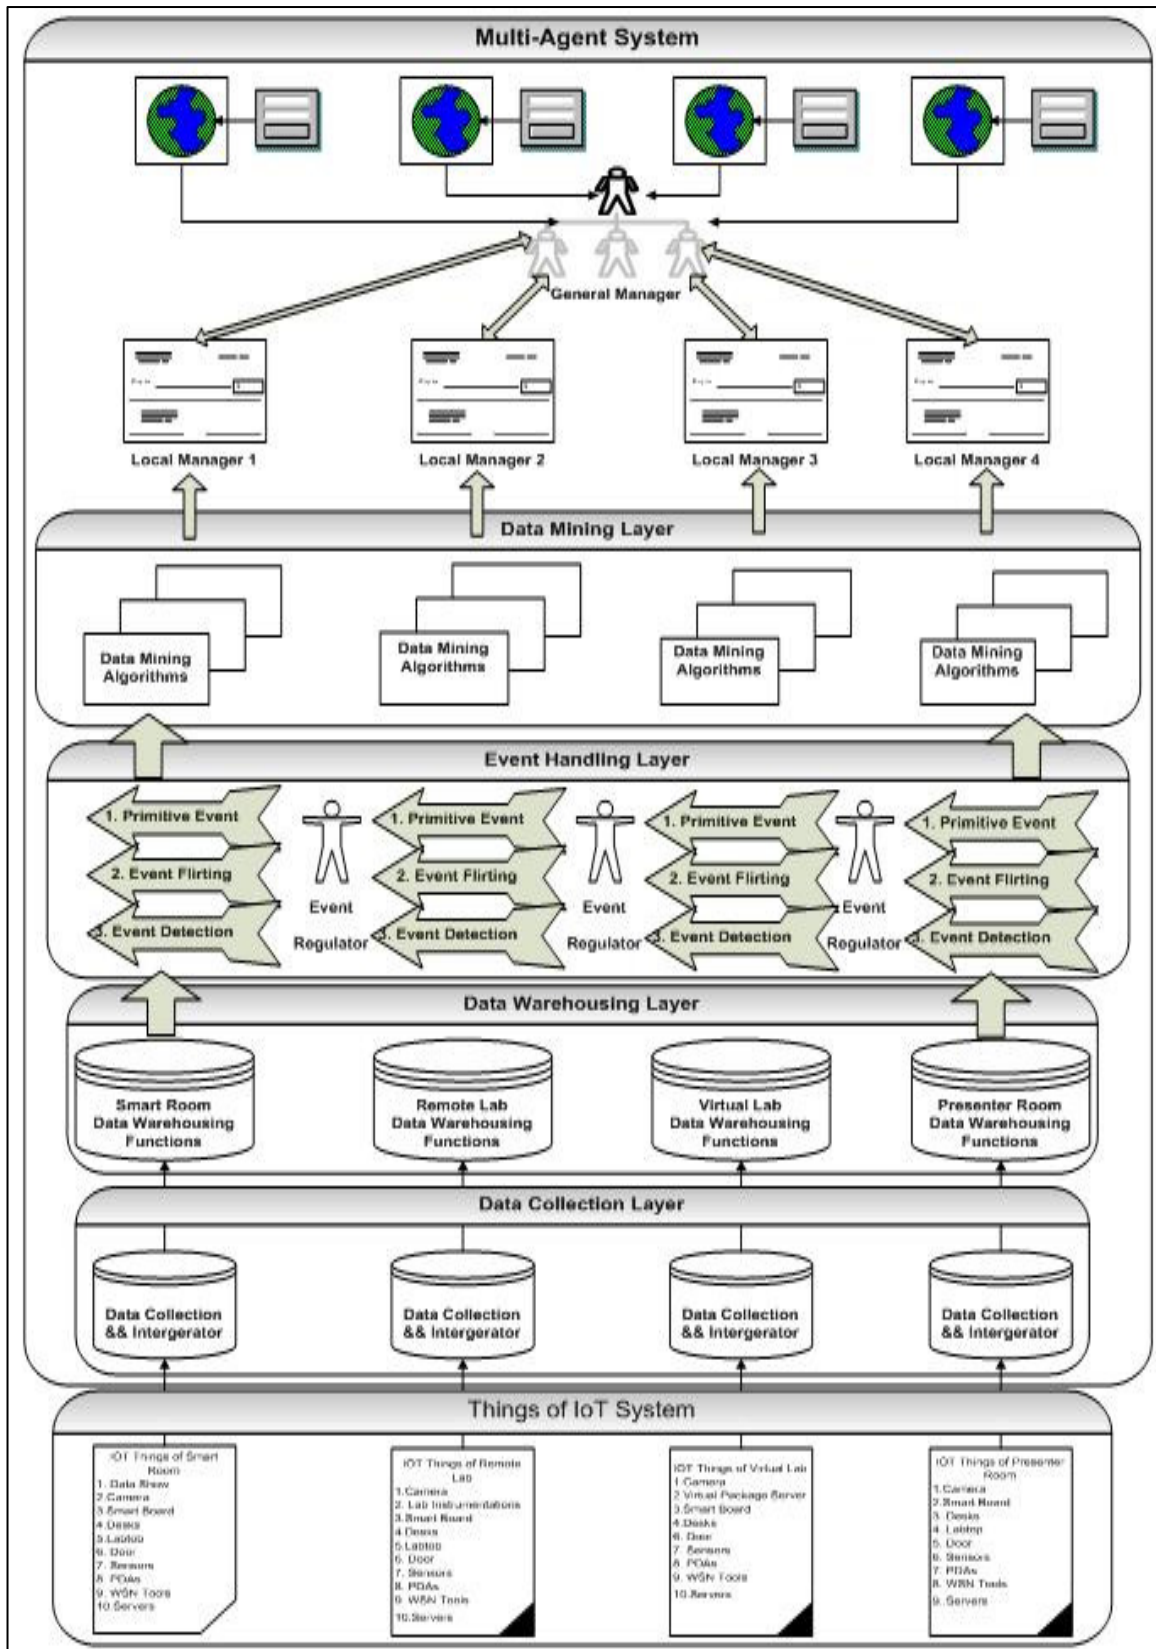 Multi-Agent System
General Manager
Local Manager 1
Local Manager 2
Local Manager 3
Local Manager 4
Data Mining Layer
Data Mining
Algorithms
Data Mining
Algorithms
Data Mining
Algorithms
Data Mining
Algorithms
Event Handling Layer
1. Primitive Event
2. Event Flirting
3. Event Detection
Event
Regulator
1. Primitive Event
2. Event Flirting
3. Event Detection
Event
Regulator
1. Primitive Event
2. Event Flirting
3. Event Detection
Event
Regulator
1. Primitive Event
2. Event Flirting
3. Event Detection
Data Warehousing Layer
Smart Room
Data Warehousing
Functions
Remote Lab
Data Warehousing
Functions
Virtual Lab
Data Warehousing
Functions
Presenter Room
Data Warehousing
Functions
Data Collection Layer
Data Collection
&& Intergerator
Data Collection
&& Intergerator
Data Collection
&& Intergerator
Data Collection
&& Intergerator
Things of IoT System
IOT Things of Smart
Room
1. Data Show
2.Camera
3.Smart Board
4.Desks
5.Labtob
6. Door
7. Sensors
8. PDAs
9. WSN Tools
10.Servers
IOT Things of Remote
Lab
1.Camera
2. Lab Instrumentations
3.Smart Board
4.Desks
5.Labtob
6. Door
7. Sensors
8. PDAs
9. WSN Tools
10.Servers
IOT Things of Virtual Lab
1.Camera
2 Virtual Package Server
3.Smart Board
4.Desks
6. Door
7. Sensors
8. PDAs
9. WSN Tools
10.Servers
IOT Things of Presenter
Room
1.Camera
2.Smart Board
3. Desks
4. Labtop
5. Door
6. Sensors
7. PDAs
8. WSN Tools
9. Servers